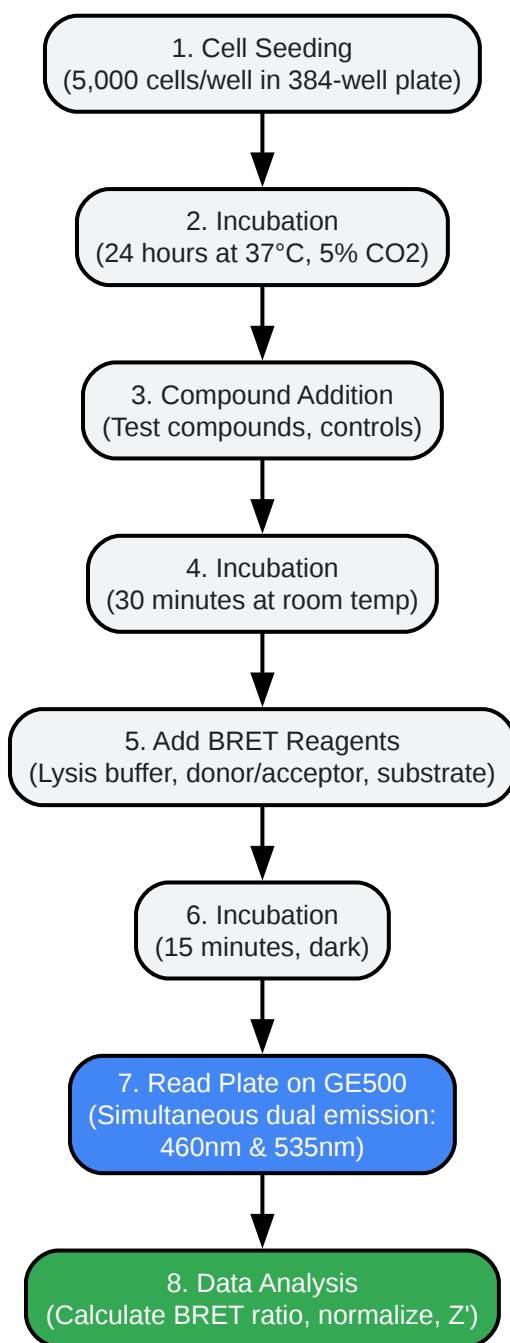 1. Cell Seeding
(5,000 cells/well in 384-well plate)
2. Incubation
(24 hours at 37°C, 5% CO2)
3. Compound Addition
(Test compounds, controls)
4. Incubation
(30 minutes at room temp)
5. Add BRET Reagents
(Lysis buffer, donor/acceptor, substrate)
6. Incubation
(15 minutes, dark)
7. Read Plate on GE500
(Simultaneous dual emission:
460nm & 535nm)
8. Data Analysis
(Calculate BRET ratio, normalize, Z')